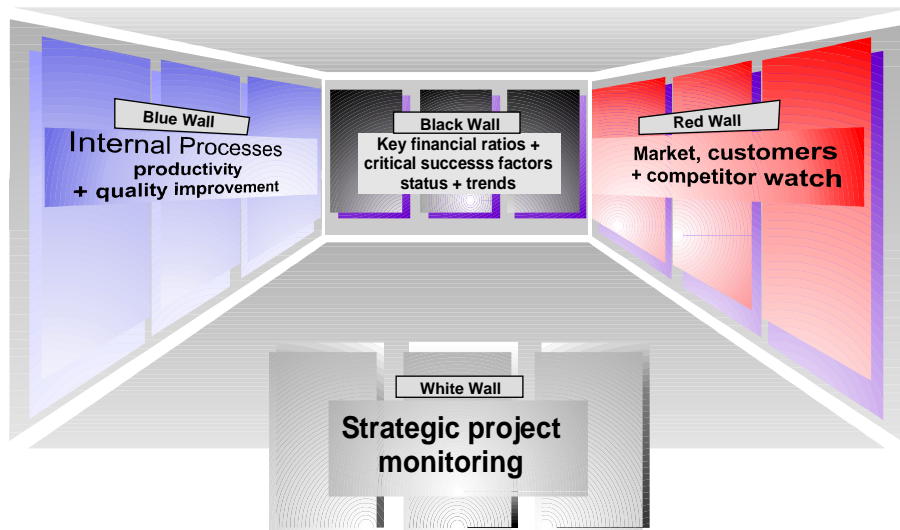 Blue Wall
Internal Processes
productivity
+ quality improvement
Black Wall
Key financial ratios +
critical successs factors
status + trends
Red Wall
Market, customers
+ competitor watch
White Wall
Strategic project
monitoring